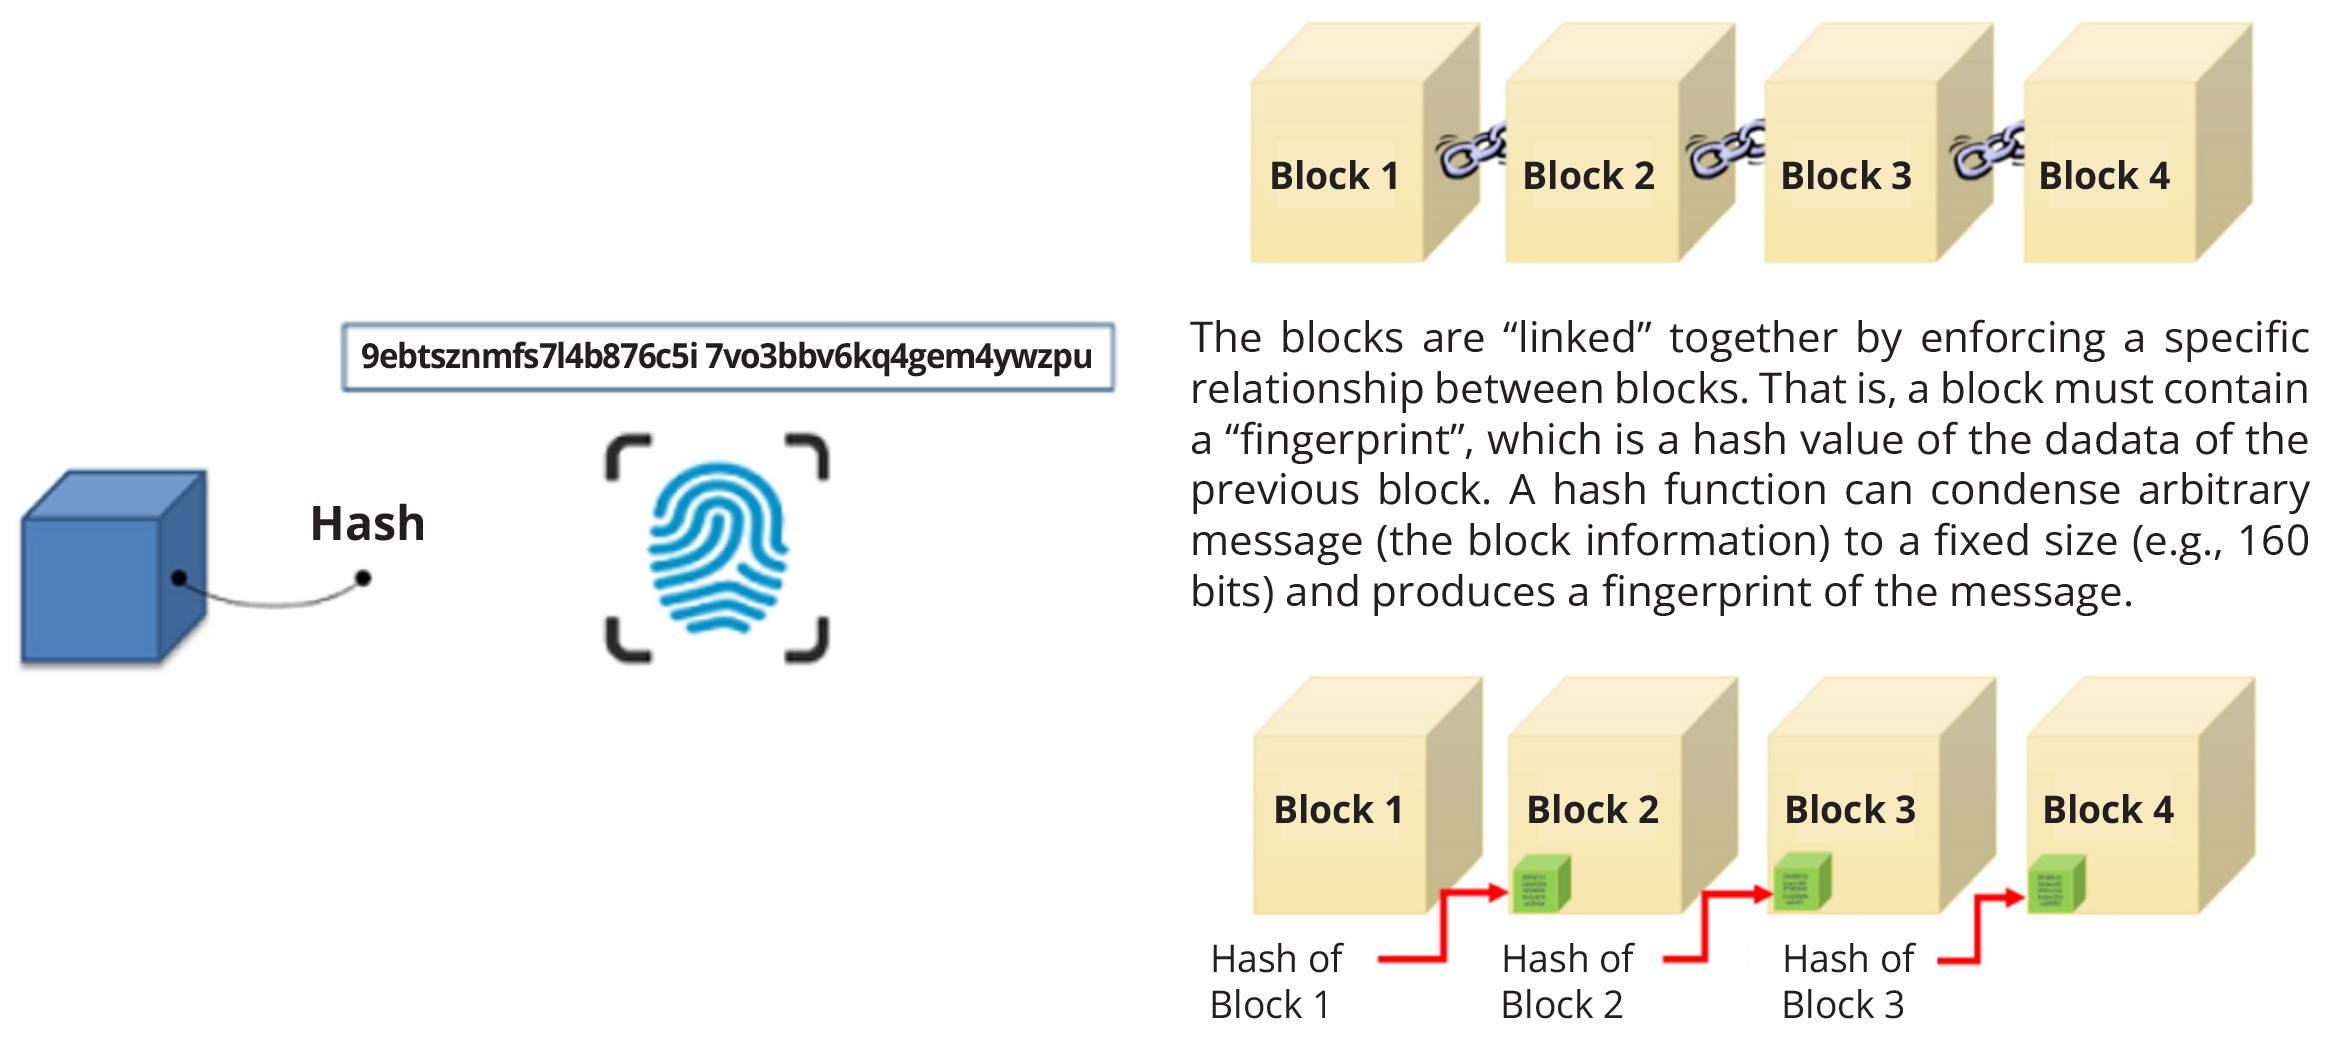 9ebtsznmfs7l4b876c5i 7vo3bbv6kq4gem4ywzpu
Hash
Block 1
Block 2
Block 3
Block 4
The blocks are “linked” together by enforcing a specific
relationship between blocks. That is, a block must contain
a “fingerprint”, which is a hash value of the dadata of the
previous block. A hash function can condense arbitrary
message (the block information) to a fixed size (e.g., 160
bits) and produces a fingerprint of the message.
Block 1
Block 2
Block 3
Block 4
Hash of
Block 1
Hash of
Block 2
Hash of
Block 3